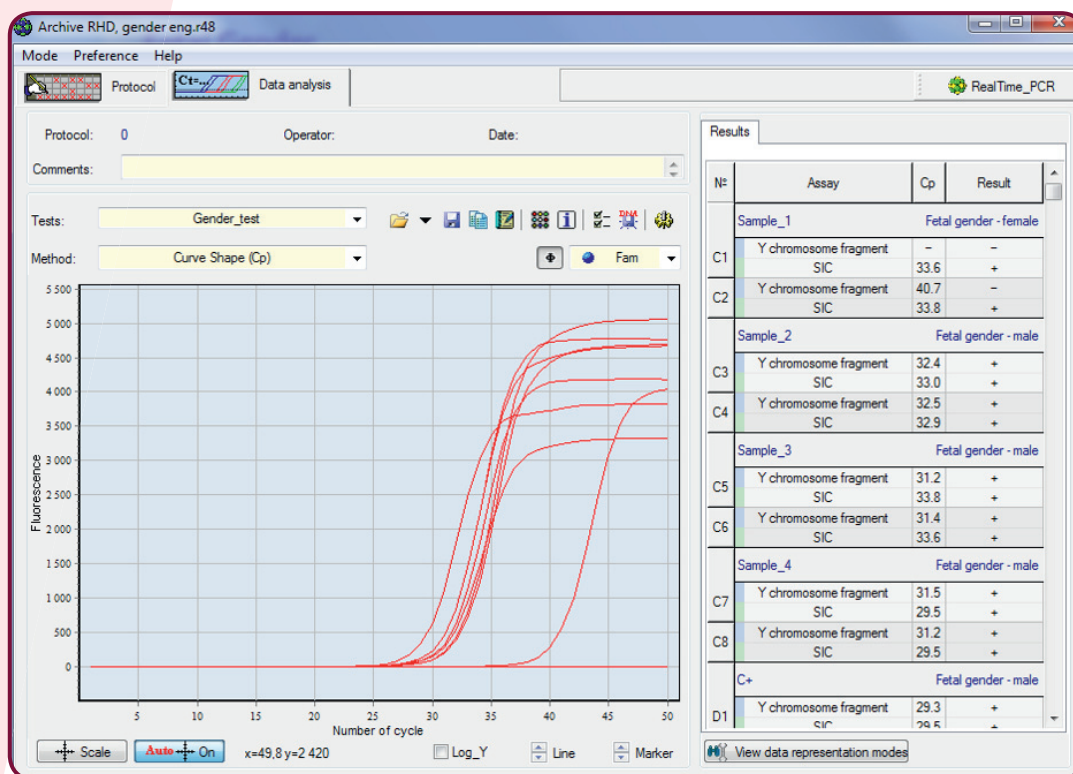 Archive RHD, gender eng.r48
Mode Preference Help
Protocol Ct=... Data analysis RealTime_PCR
Protocol: 0 Operator: Date:
Comments:
Tests: Gender_test
Method: Curve Shape (Cp) Φ Fam
5 500
5 000
4 500
4 000
3 500
3 000
2 500
2 000
1 500
1 000
500
0
Fluorescence
5 10 15 20 25 30 35 40 45 50
Number of cycle
Scale Auto On x=49,8 y=2 420 Log_Y Line Marker
Results
№ Assay Cp Result
Sample_1 Fetal gender - female
C1 Y chromosome fragment - -
SIC 33.6 +
C2 Y chromosome fragment 40.7 -
SIC 33.8 +
Sample_2 Fetal gender - male
C3 Y chromosome fragment 32.4 +
SIC 33.0 +
C4 Y chromosome fragment 32.5 +
SIC 32.9 +
Sample_3 Fetal gender - male
C5 Y chromosome fragment 31.2 +
SIC 33.8 +
C6 Y chromosome fragment 31.4 +
SIC 33.6 +
Sample_4 Fetal gender - male
C7 Y chromosome fragment 31.5 +
SIC 29.5 +
C8 Y chromosome fragment 31.2 +
SIC 29.5 +
C+ Fetal gender - male
D1 Y chromosome fragment 29.3 +
SIC 29.5 +
View data representation modes